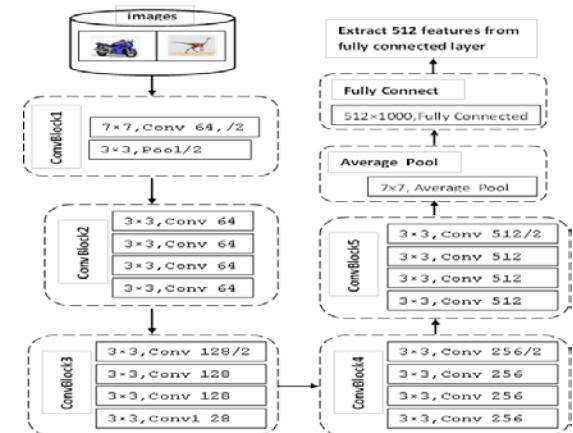 images
ConvBlock1
7×7,Conv 64,/2
3×3,Pool/2
ConvBlock2
3×3,Conv 64
3×3,Conv 64
3×3,Conv 64
3×3,Conv 64
ConvBlock3
3×3,Conv 128/2
3×3,Conv 128
3×3,Conv 128
3×3,Conv1 28
ConvBlock4
3×3,Conv 256/2
3×3,Conv 256
3×3,Conv 256
3×3,Conv 256
ConvBlock5
3×3,Conv 512/2
3×3,Conv 512
3×3,Conv 512
3×3,Conv 512
Average Pool
7×7, Average Pool
Fully Connect
512×1000,Fully Connected
Extract 512 features from
fully connected layer